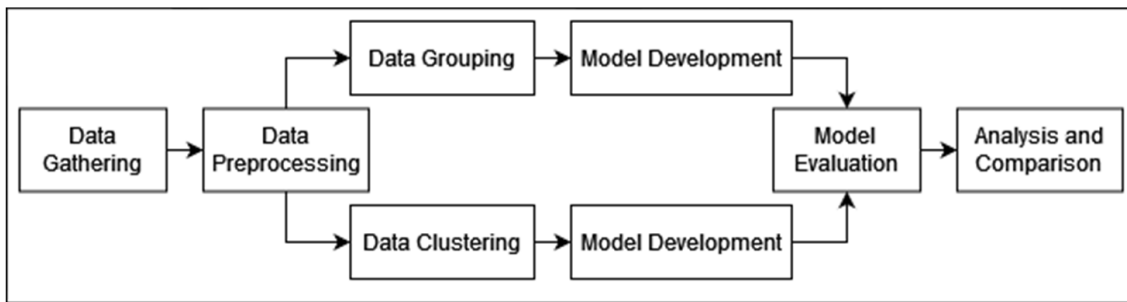 Data Grouping
Model Development
Data
Gathering
Data
Preprocessing
Model
Evaluation
Analysis and
Comparison
Data Clustering
Model Development